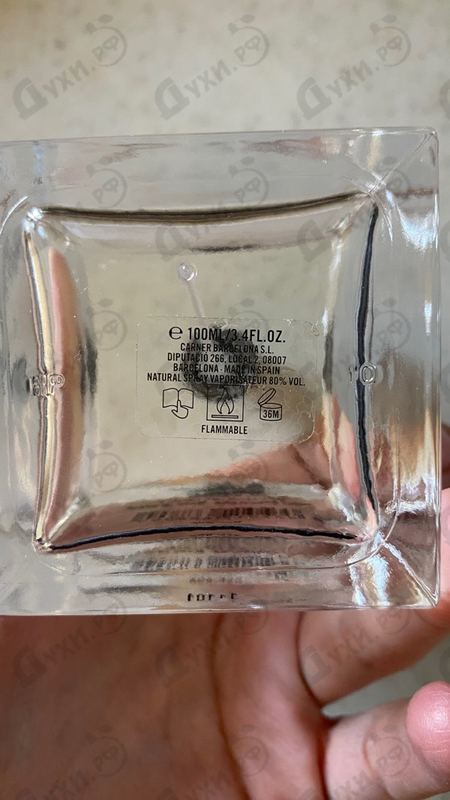 e 100ML/3.4FL.OZ.
CARNER BARCELONA S.L.
DIPUTACIÓ 266, LOCAL 2, 08007
BARCELONA - MADE IN SPAIN
NATURAL SPRAY VAPORISATEUR 80% VOL.
36M
FLAMMABLE
Духи.РФ